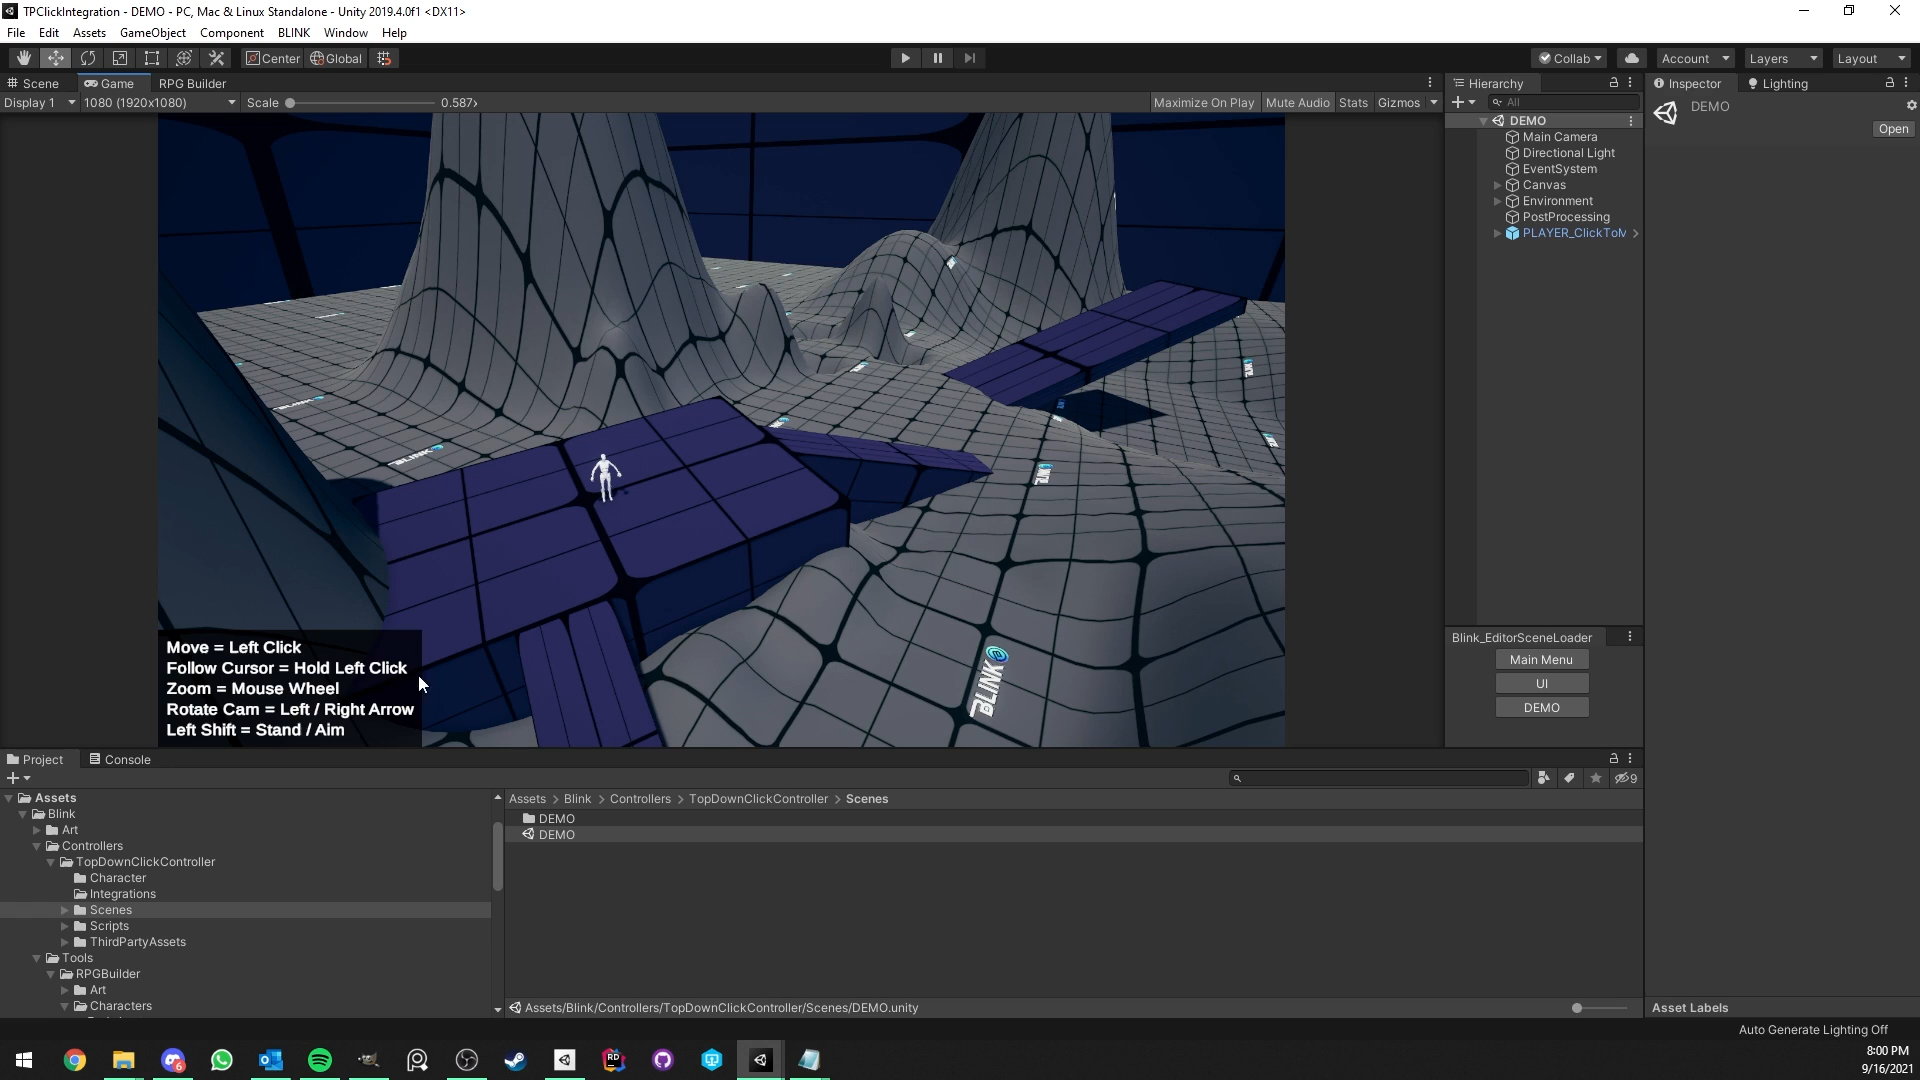 TPClickIntegration - DEMO - PC, Mac & Linux Standalone - Unity 2019.4.0f1 <DX11>
File Edit Assets GameObject Component BLINK Window Help
Center Global Collab Account Layers Layout
Scene Game RPG Builder
Display 1 1080 (1920x1080) Scale 0.587x Maximize On Play Mute Audio Stats Gizmos
Hierarchy
All
DEMO
Main Camera
Directional Light
EventSystem
Canvas
Environment
PostProcessing
PLAYER_ClickToM
Inspector Lighting
DEMO
Open
BLINK
BLINK
BLINK
Move = Left Click
Follow Cursor = Hold Left Click
Zoom = Mouse Wheel
Rotate Cam = Left / Right Arrow
Left Shift = Stand / Aim
Blink_EditorSceneLoader
Main Menu
UI
DEMO
Project Console
9
Assets
Blink
Art
Controllers
TopDownClickController
Character
Integrations
Scenes
Scripts
ThirdPartyAssets
Tools
RPGBuilder
Art
Characters
Assets > Blink > Controllers > TopDownClickController > Scenes
DEMO
DEMO
Assets/Blink/Controllers/TopDownClickController/Scenes/DEMO.unity
Asset Labels
Auto Generate Lighting Off
6
RD
8:00 PM
9/16/2021